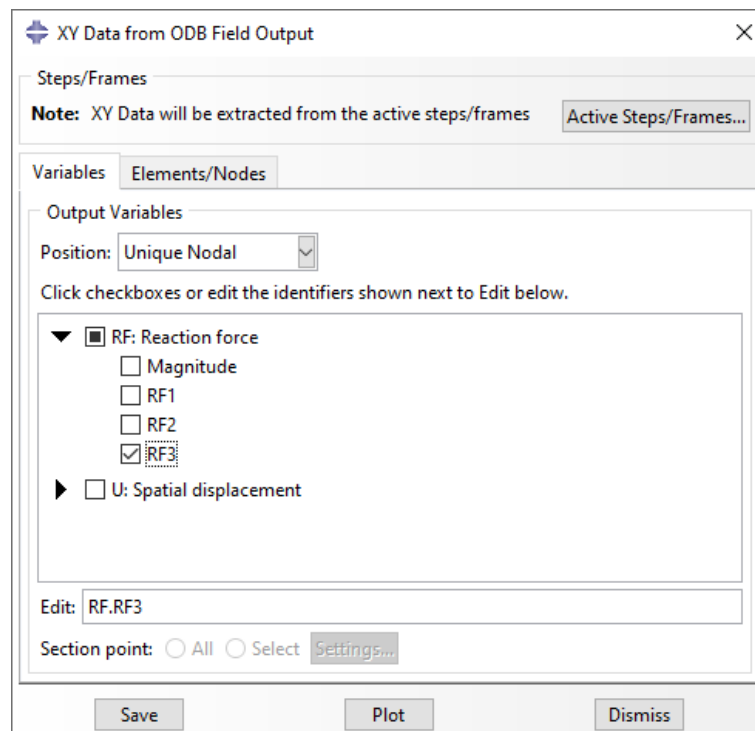 XY Data from ODB Field Output
Steps/Frames
Note: XY Data will be extracted from the active steps/frames Active Steps/Frames...
Variables Elements/Nodes
Output Variables
Position: Unique Nodal
Click checkboxes or edit the identifiers shown next to Edit below.
RF: Reaction force
Magnitude
RF1
RF2
RF3
U: Spatial displacement
Edit: RF.RF3
Section point: All Select Settings...
Save Plot Dismiss